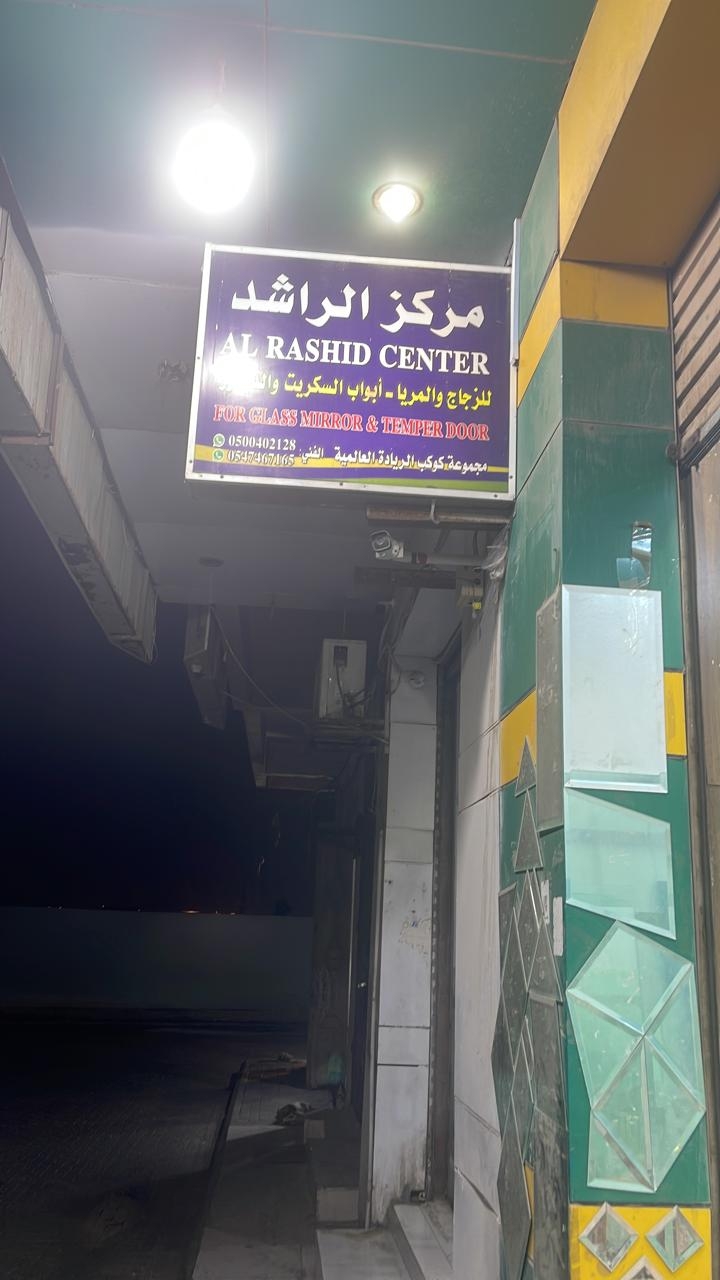 مركز الراشد
AL RASHID CENTER
للزجاج والمريا - أبواب السكريت
FOR GLASS MIRROR & TEMPER DOOR
0500402128
0547467165 الفني
مجموعة كوكب الريادة العالمية